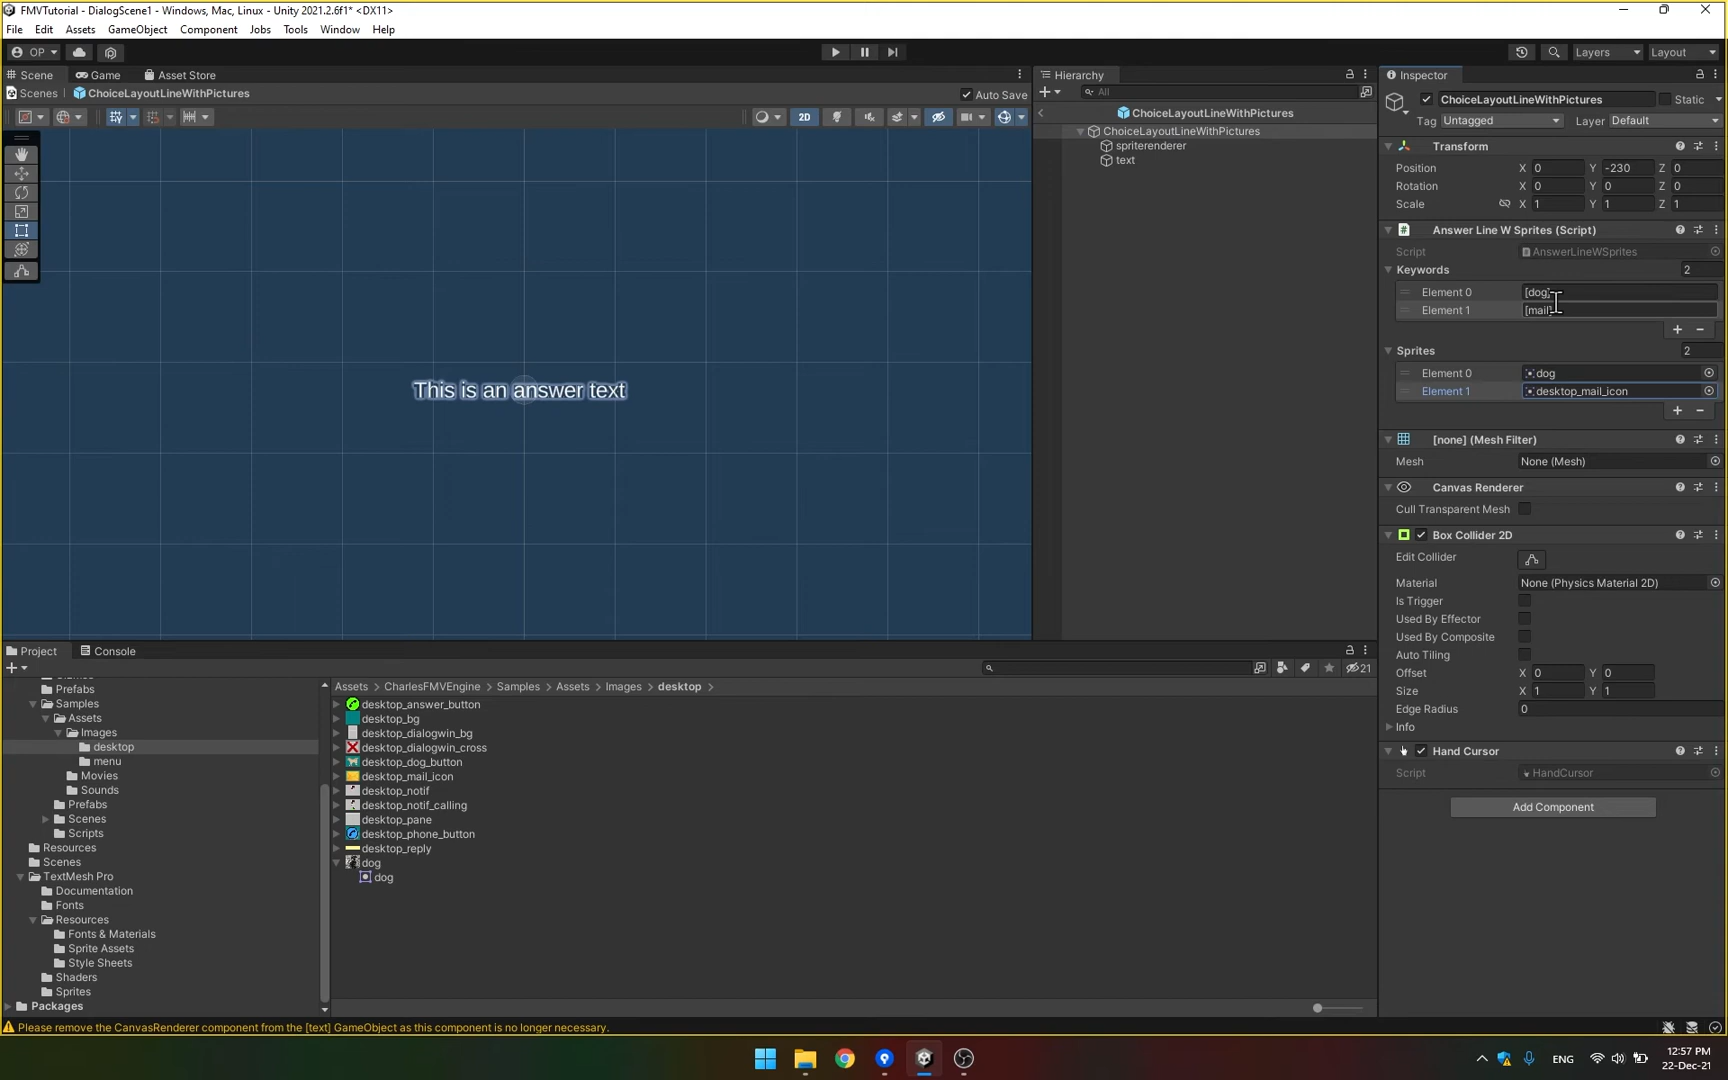 FMVTutorial - DialogScene1 - Windows, Mac, Linux - Unity 2021.2.6f1* <DX11>
File Edit Assets GameObject Component Jobs Tools Window Help
OP Layers Layout
Scene Game Asset Store
Scenes ChoiceLayoutLineWithPictures Auto Save
2D
This is an answer text
Hierarchy
All
ChoiceLayoutLineWithPictures
ChoiceLayoutLineWithPictures
spriterenderer
text
Inspector
ChoiceLayoutLineWithPictures Static
Tag Untagged Layer Default
Transform
Position X 0 Y -230 Z 0
Rotation X 0 Y 0 Z 0
Scale X 1 Y 1 Z 1
Answer Line W Sprites (Script)
Script AnswerLineWSprites
Keywords 2
Element 0 [dog]
Element 1 [mail]
Sprites 2
Element 0 dog
Element 1 desktop_mail_icon
[none] (Mesh Filter)
Mesh None (Mesh)
Canvas Renderer
Cull Transparent Mesh
Box Collider 2D
Edit Collider
Material None (Physics Material 2D)
Is Trigger
Used By Effector
Used By Composite
Auto Tiling
Offset X 0 Y 0
Size X 1 Y 1
Edge Radius 0
Info
Hand Cursor
Script HandCursor
Add Component
Project Console
21
Prefabs
Samples
Assets
Images
desktop
menu
Movies
Sounds
Prefabs
Scenes
Scripts
Resources
Scenes
TextMesh Pro
Documentation
Fonts
Resources
Fonts & Materials
Sprite Assets
Style Sheets
Shaders
Sprites
Packages
Assets > CharlesFMVEngine > Samples > Assets > Images > desktop >
desktop_answer_button
desktop_bg
desktop_dialogwin_bg
desktop_dialogwin_cross
desktop_dog_button
desktop_mail_icon
desktop_notif
desktop_notif_calling
desktop_pane
desktop_phone_button
desktop_reply
dog
dog
Please remove the CanvasRenderer component from the [text] GameObject as this component is no longer necessary.
ENG
12:57 PM
22-Dec-21